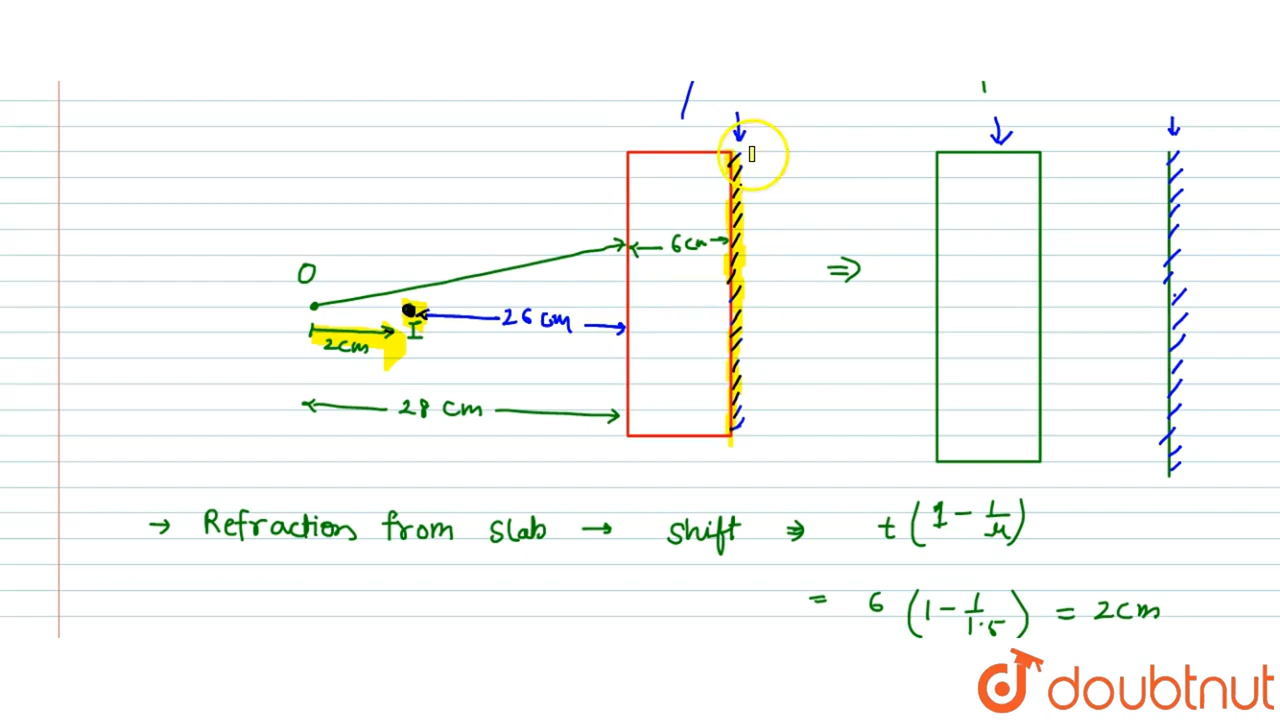 O
6cm
⇒
26 cm
I
2cm
28 cm
→ Refraction from slab → shift ⇒ t(1 - 1/μ)
= 6 (1 - 1/1.5) = 2cm
doubtnut